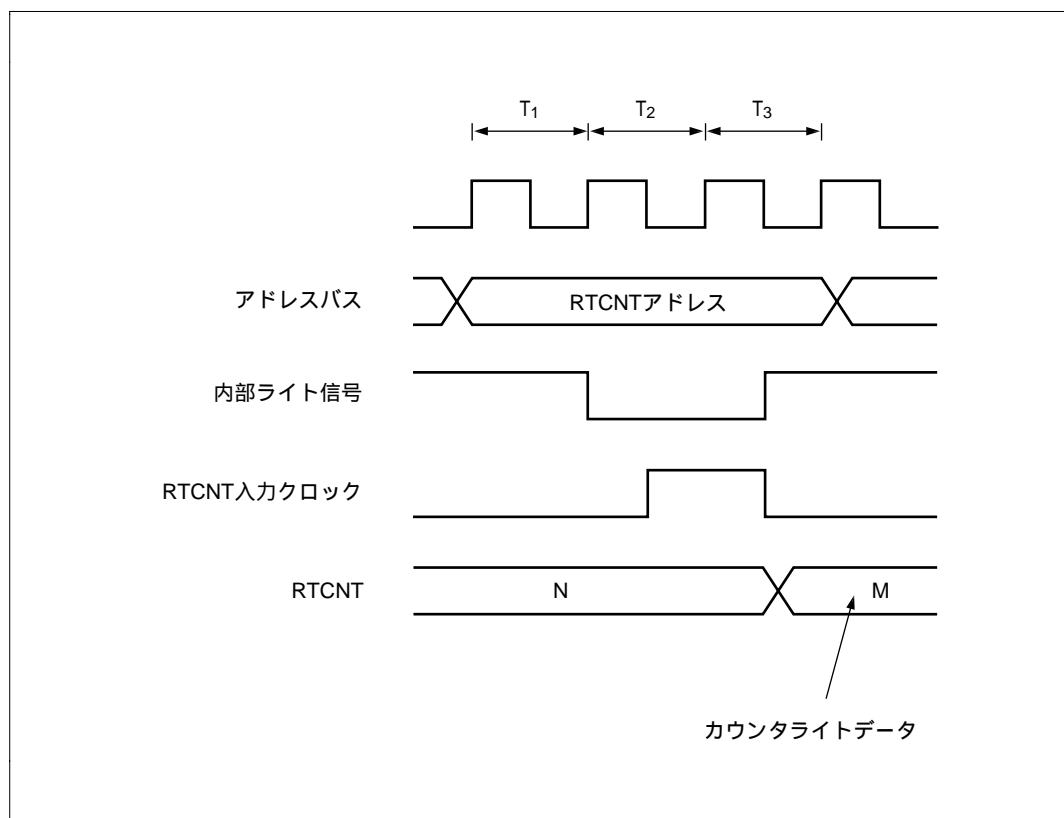 T1 T2 T3
アドレスバス RTCNTアドレス
内部ライト信号
RTCNT入力クロック
RTCNT N M
カウンタライトデータ